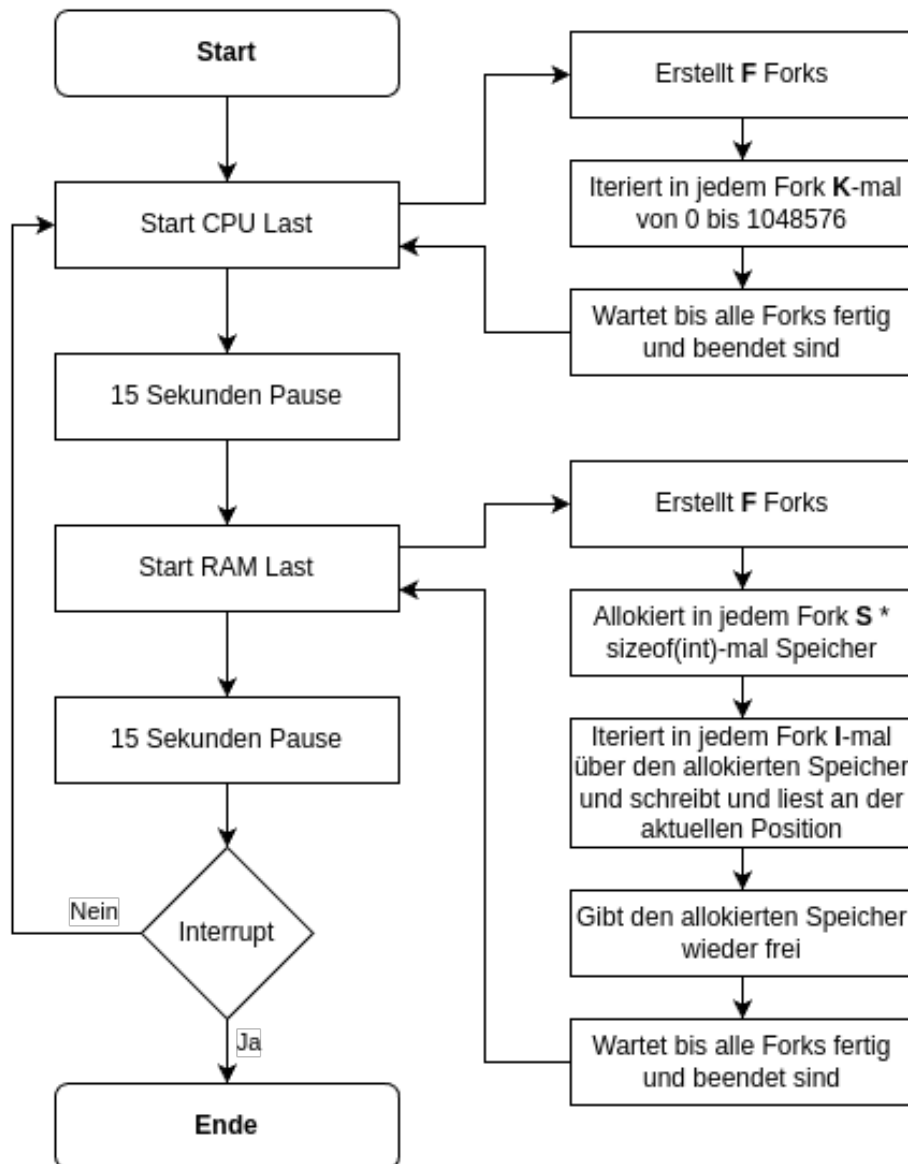 Start
Start CPU Last
15 Sekunden Pause
Start RAM Last
15 Sekunden Pause
Interrupt
Nein
Ja
Ende
Erstellt F Forks
Iteriert in jedem Fork K-mal
von 0 bis 1048576
Wartet bis alle Forks fertig
und beendet sind
Erstellt F Forks
Allokiert in jedem Fork S *
sizeof(int)-mal Speicher
Iteriert in jedem Fork I-mal
über den allokierten Speicher
und schreibt und liest an der
aktuellen Position
Gibt den allokierten Speicher
wieder frei
Wartet bis alle Forks fertig
und beendet sind